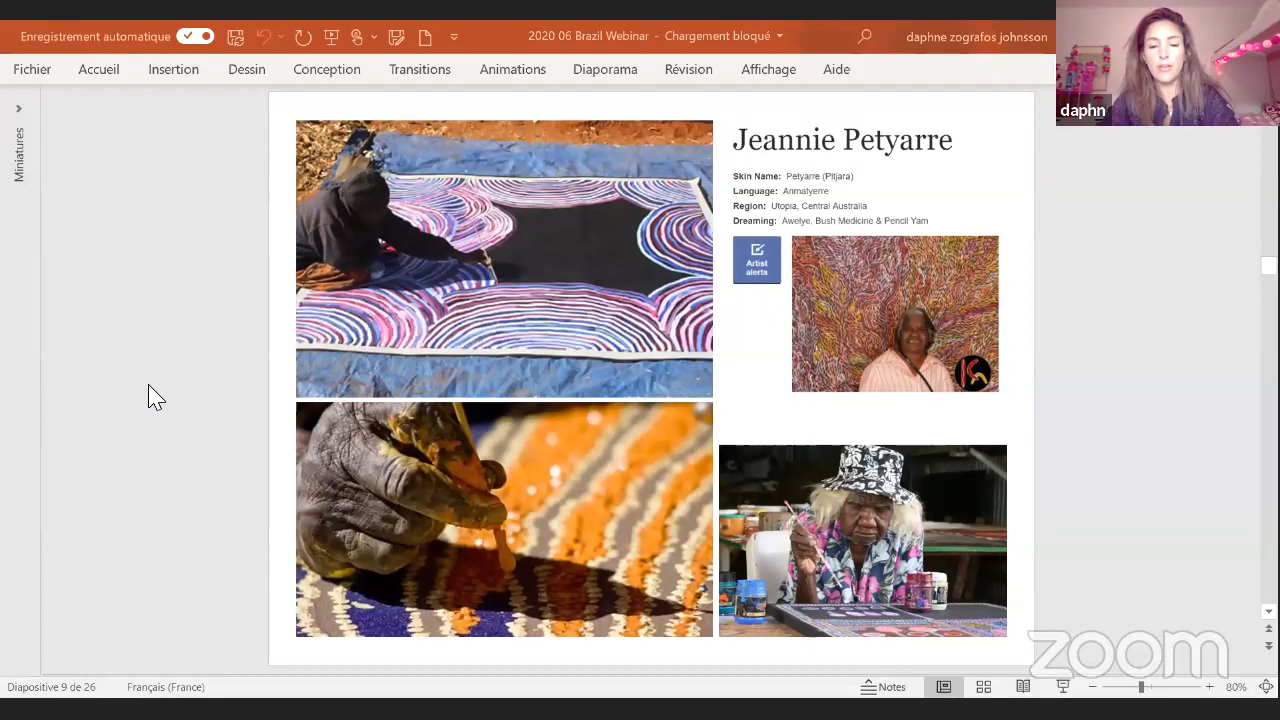 Enregistrement automatique
2020 06 Brazil Webinar - Chargement bloqué
daphne zografos johnsson
Fichier Accueil Insertion Dessin Conception Transitions Animations Diaporama Révision Affichage Aide
daphn
Miniatures
Jeannie Petyarre
Skin Name: Petyarre (Pitjara)
Language: Anmatyerre
Region: Utopia, Central Australia
Dreaming: Awelye, Bush Medicine & Pencil Yam
Artist
alerts
zoom
Diapositive 9 de 26 Français (France) Notes 80%